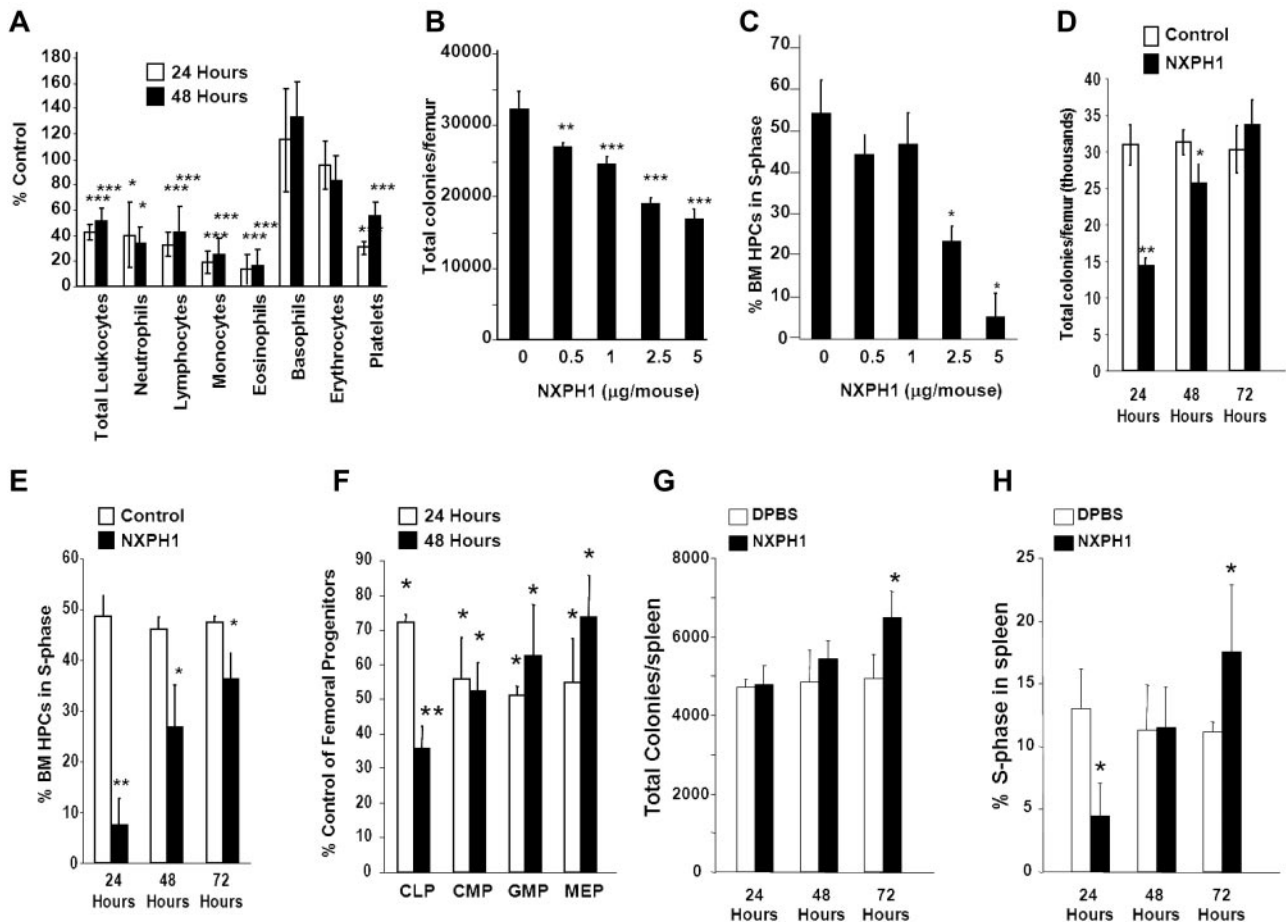 A
% Control
180
160
140
120
100
80
60
40
20
0
24 Hours
48 Hours
*** ***
* *
*** ***
*** ***
*** ***
***
Total Leukocytes
Neutrophils
Lymphocytes
Monocytes
Eosinophils
Basophils
Erythrocytes
Platelets
B
Total colonies/femur
40000
30000
20000
10000
0
** *** *** ***
0 0.5 1 2.5 5
NXPH1 (µg/mouse)
C
% BM HPCs in S-phase
70
60
50
40
30
20
10
0
* *
0 0.5 1 2.5 5
NXPH1 (µg/mouse)
D
Control
NXPH1
Total colonies/femur (thousands)
40
35
30
25
20
15
10
5
0
** *
24 48 72
Hours Hours Hours
E
Control
NXPH1
% BM HPCs in S-phase
60
50
40
30
20
10
0
** * *
24 48 72
Hours Hours Hours
F
24 Hours
48 Hours
% Control of Femoral Progenitors
100
90
80
70
60
50
40
30
20
10
0
* ** * * * * * *
CLP CMP GMP MEP
G
DPBS
NXPH1
Total Colonies/spleen
8000
6000
4000
2000
0
*
24 48 72
Hours Hours Hours
H
DPBS
NXPH1
% S-phase in spleen
25
20
15
10
5
0
* *
24 48 72
Hours Hours Hours